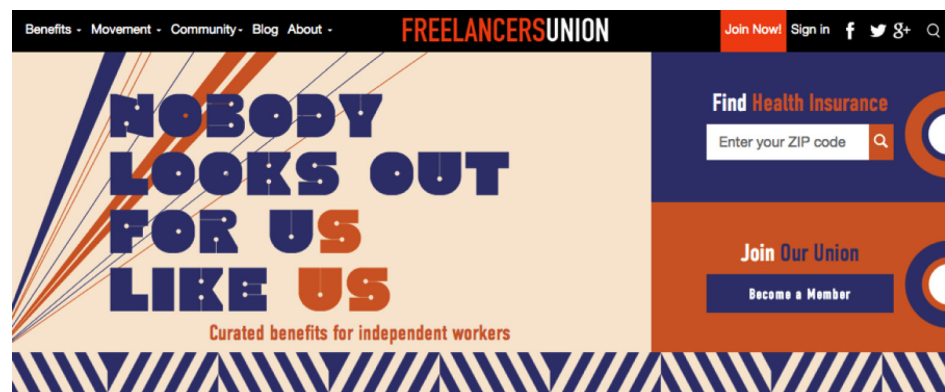 Benefits - Movement - Community - Blog About -
FREELANCERSUNION
Join Now! Sign in f g+
NOBODY
LOOKS OUT
FOR US
LIKE US
Curated benefits for independent workers
Find Health Insurance
Enter your ZIP code
Join Our Union
Become a Member